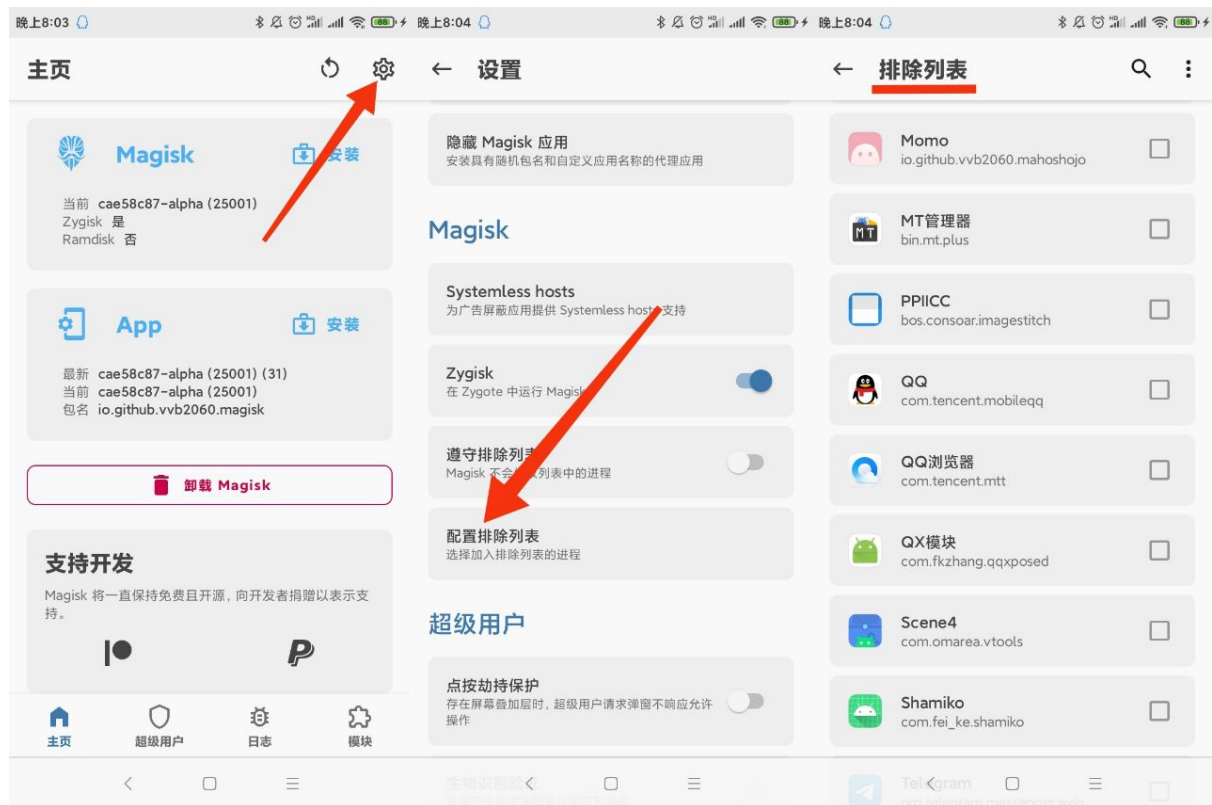 晚上8:03
88
主页
Magisk
安装
当前 cae58c87-alpha (25001)
Zygisk 是
Ramdisk 否
App
安装
最新 cae58c87-alpha (25001) (31)
当前 cae58c87-alpha (25001)
包名 io.github.vvb2060.magisk
卸载 Magisk
支持开发
Magisk 将一直保持免费且开源，向开发者捐赠以表示支
持。
主页
超级用户
日志
模块
晚上8:04
88
设置
隐藏 Magisk 应用
安装具有随机包名和自定义应用名称的代理应用
Magisk
Systemless hosts
为广告屏蔽应用提供 Systemless hosts 支持
Zygisk
在 Zygote 中运行 Magisk
遵守排除列表
Magisk 不会 列表中的进程
配置排除列表
选择加入排除列表的进程
超级用户
点按劫持保护
存在屏幕叠加层时，超级用户请求弹窗不响应允许
操作
晚上8:04
88
排除列表
Momo
io.github.vvb2060.mahoshojo
MT管理器
bin.mt.plus
PPIICC
bos.consoar.imagestitch
QQ
com.tencent.mobileqq
QQ浏览器
com.tencent.mtt
QX模块
com.fkzhang.qqxposed
Scene4
com.omarea.vtools
Shamiko
com.fei_ke.shamiko
Telegram